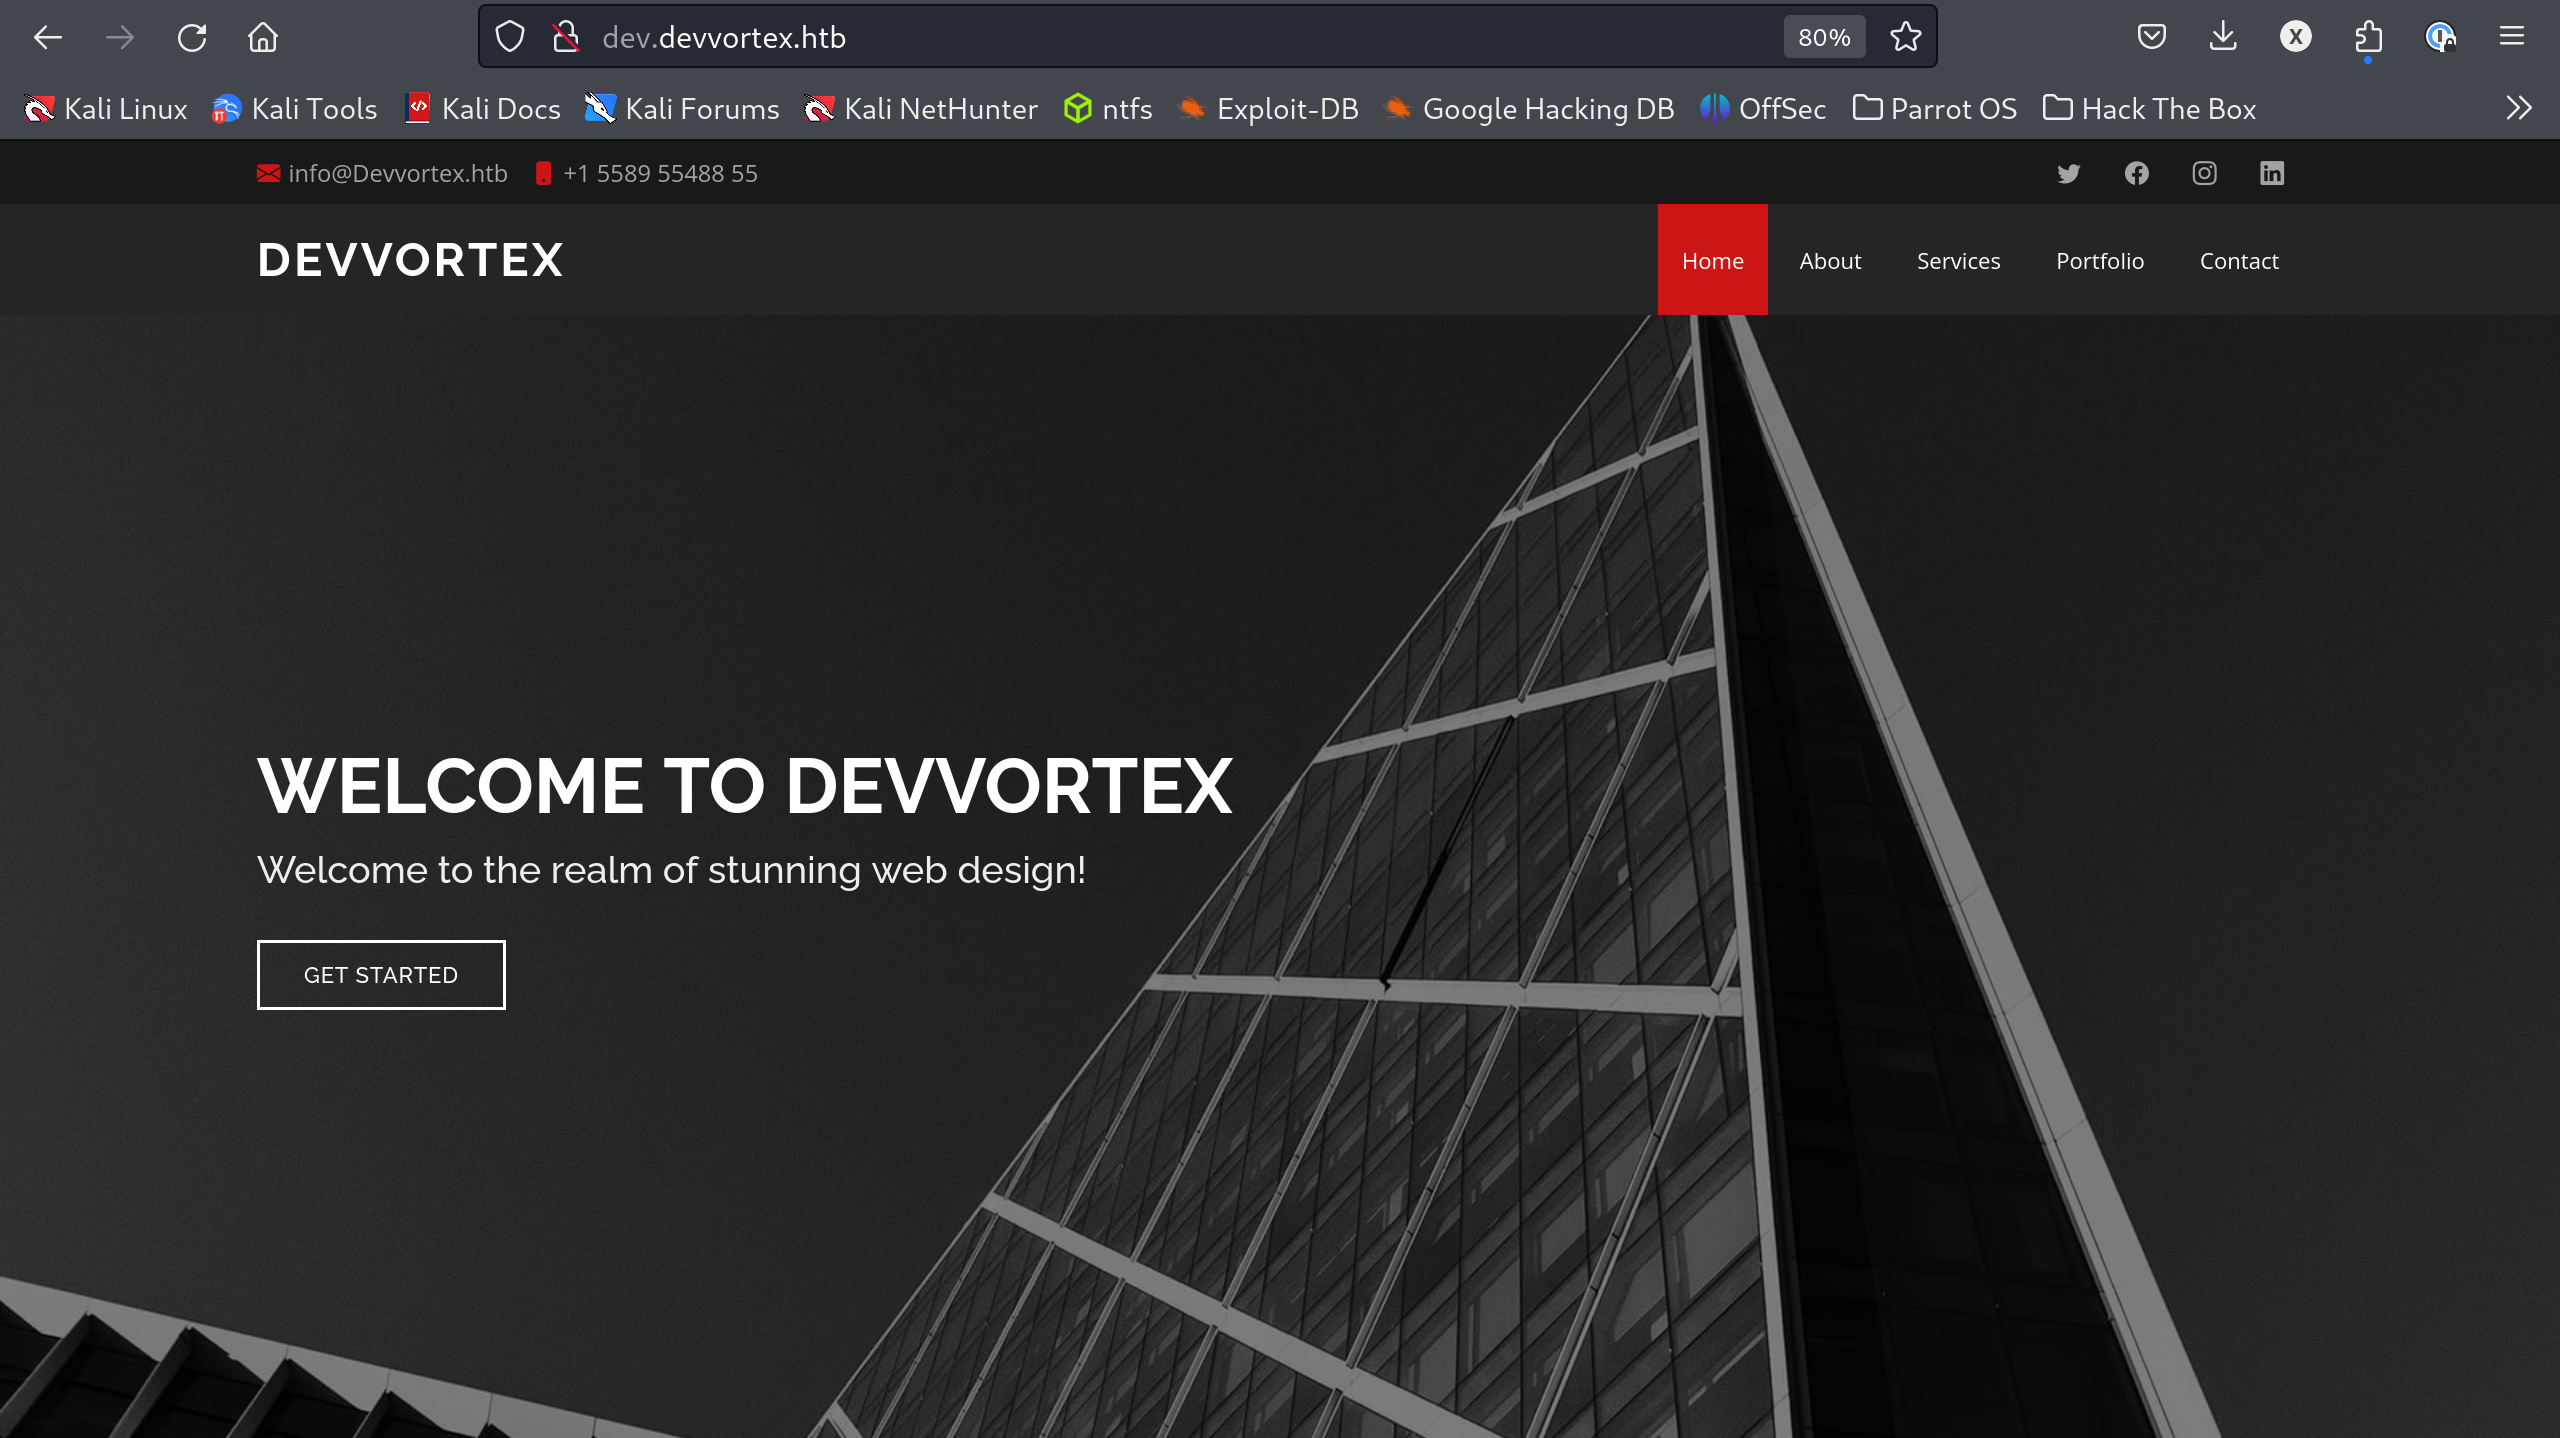 dev.devvortex.htb 80% X
Kali Linux Kali Tools Kali Docs Kali Forums Kali NetHunter ntfs Exploit-DB Google Hacking DB OffSec Parrot OS Hack The Box
info@Devvortex.htb +1 5589 55488 55
DEVVORTEX Home About Services Portfolio Contact
WELCOME TO DEVVORTEX
Welcome to the realm of stunning web design!
GET STARTED